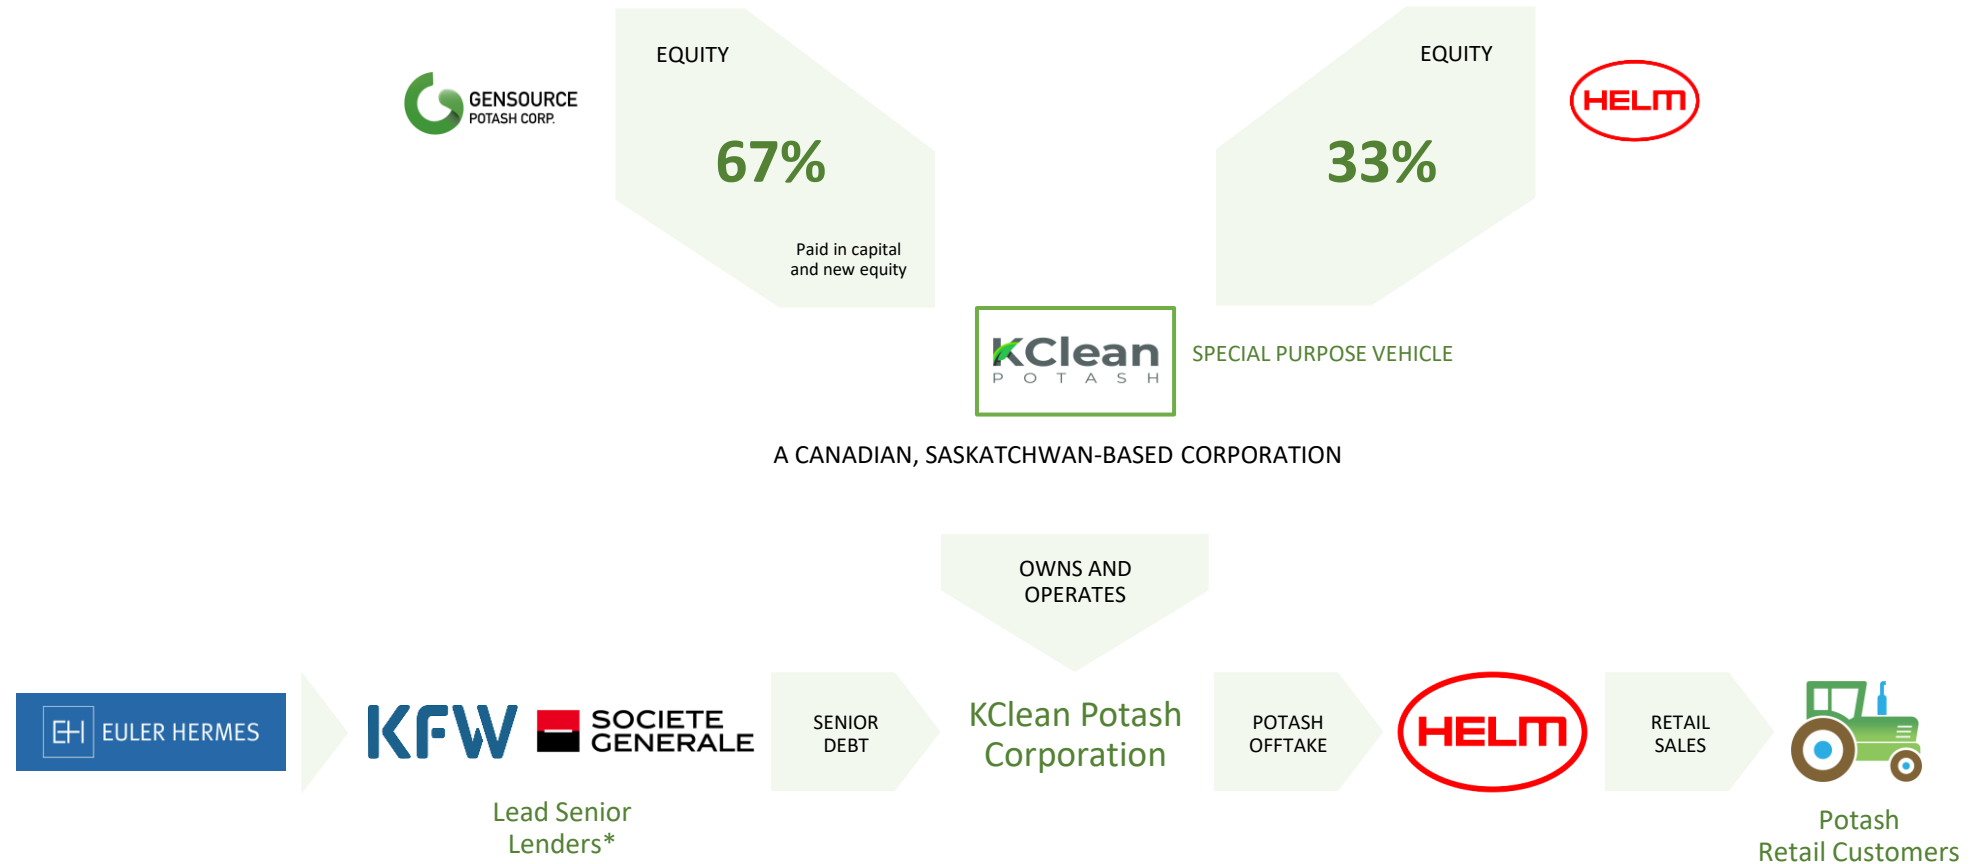 EQUITY
EQUITY
GENSOURCE
POTASH CORP.
HELM
67%
33%
Paid in capital
and new equity
KClean
POTASH
SPECIAL PURPOSE VEHICLE
A CANADIAN, SASKATCHWAN-BASED CORPORATION
OWNS AND
OPERATES
EH EULER HERMES
KFW
SOCIETE
GENERALE
SENIOR
DEBT
KClean Potash
Corporation
POTASH
OFFTAKE
HELM
RETAIL
SALES
Lead Senior
Lenders*
Potash
Retail Customers